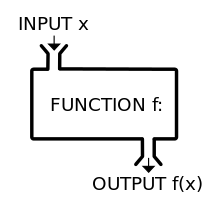 INPUT x
FUNCTION f:
OUTPUT f(x)